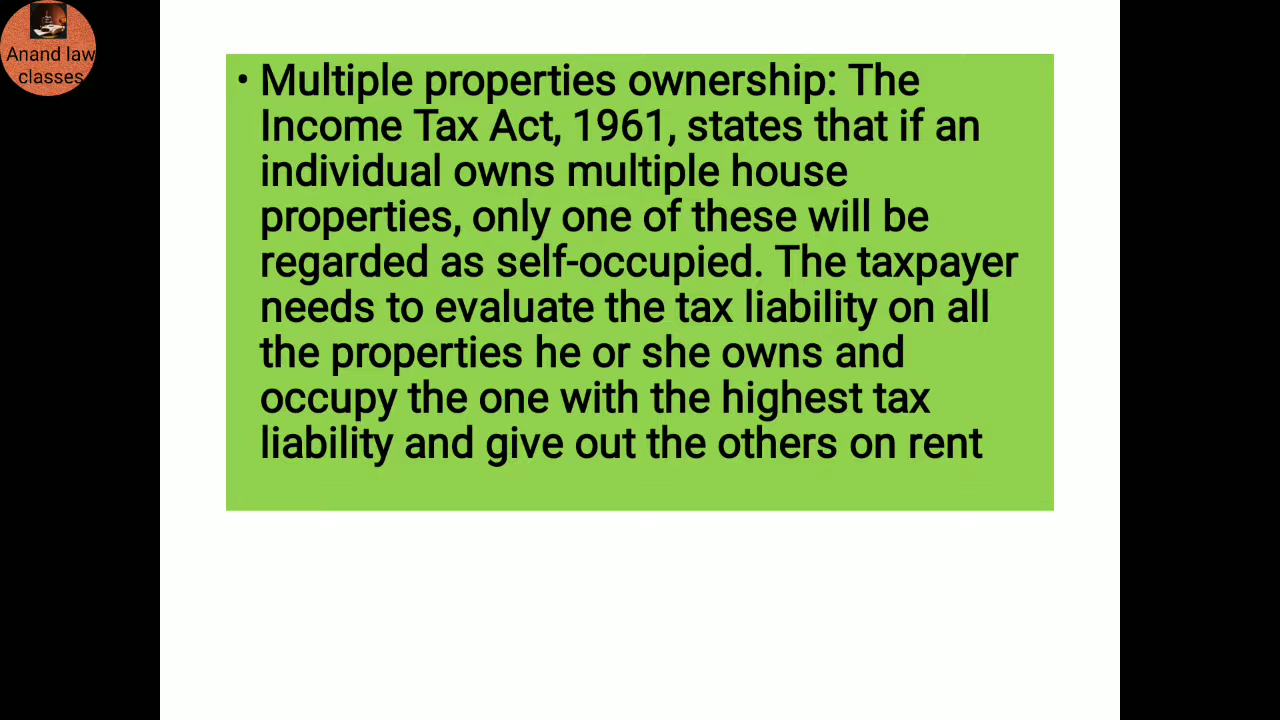 Anand law
classes
• Multiple properties ownership: The
Income Tax Act, 1961, states that if an
individual owns multiple house
properties, only one of these will be
regarded as self-occupied. The taxpayer
needs to evaluate the tax liability on all
the properties he or she owns and
occupy the one with the highest tax
liability and give out the others on rent